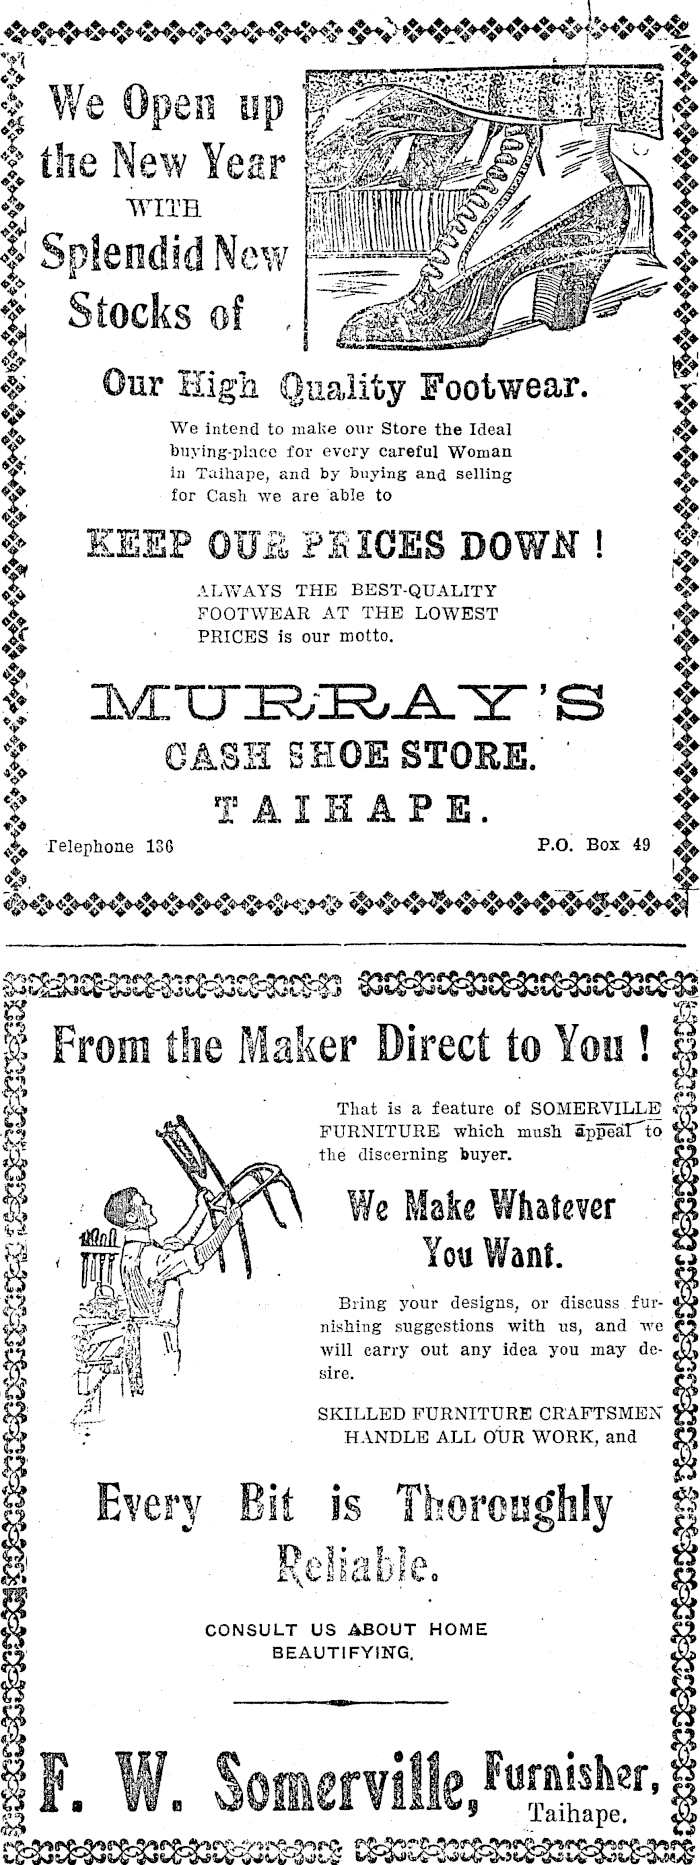 We Open up
the New Year
WITH
Splendid New
Stocks of
Our High Quality Footwear.
We intend to make our Store the Ideal
buying-place for every careful Woman
in Taihape, and by buying and selling
for Cash we are able to
KEEP OUR PRICES DOWN !
ALWAYS THE BEST-QUALITY
FOOTWEAR AT THE LOWEST
PRICES is our motto.
MURRAY'S
CASH SHOE STORE.
TAIHAPE.
Telephone 136 P.O. Box 49
From the Maker Direct to You !
That is a feature of SOMERVILLE
FURNITURE which mush appeal to
the discerning buyer.
We Make Whatever
You Want.
Bring your designs, or discuss fur-
nishing suggestions with us, and we
will carry out any idea you may de-
sire.
SKILLED FURNITURE CRAFTSMEN
HANDLE ALL OUR WORK, and
Every Bit is Thoroughly
Reliable.
CONSULT US ABOUT HOME
BEAUTIFYING.
F. W. Somerville, Furnisher,
Taihape.